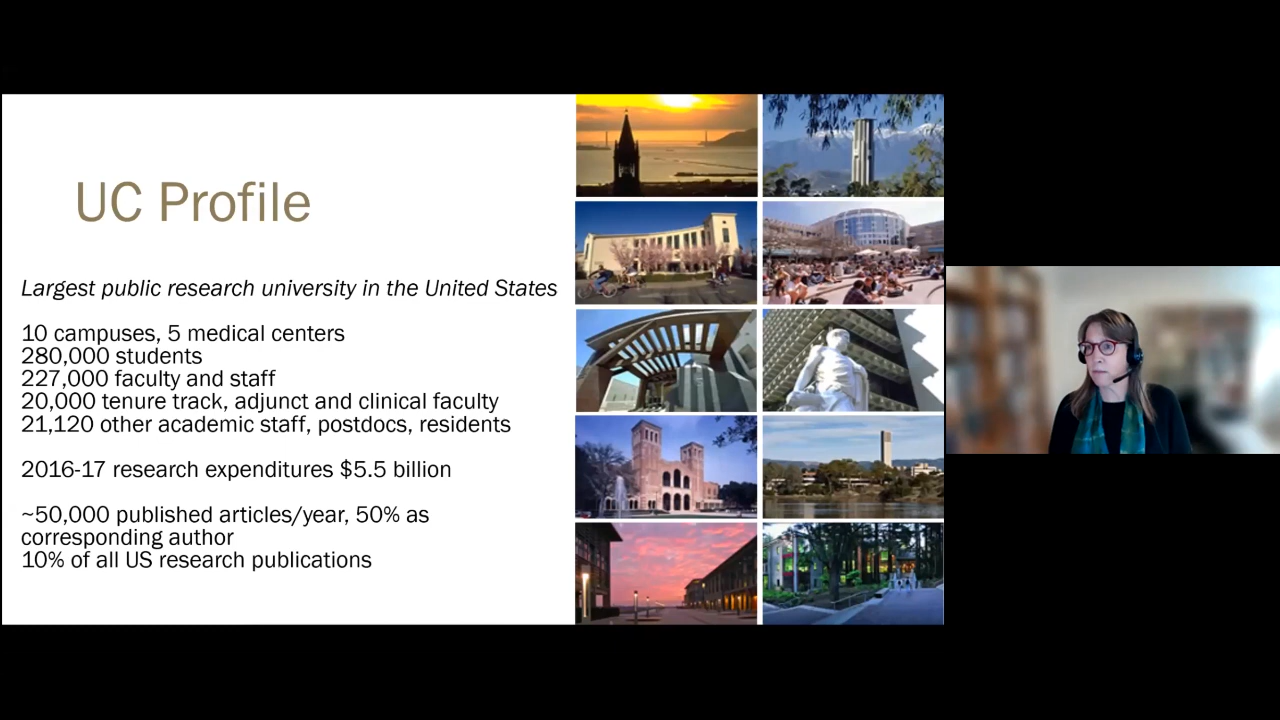 UC Profile
Largest public research university in the United States
10 campuses, 5 medical centers
280,000 students
227,000 faculty and staff
20,000 tenure track, adjunct and clinical faculty
21,120 other academic staff, postdocs, residents
2016-17 research expenditures $5.5 billion
~50,000 published articles/year, 50% as
corresponding author
10% of all US research publications